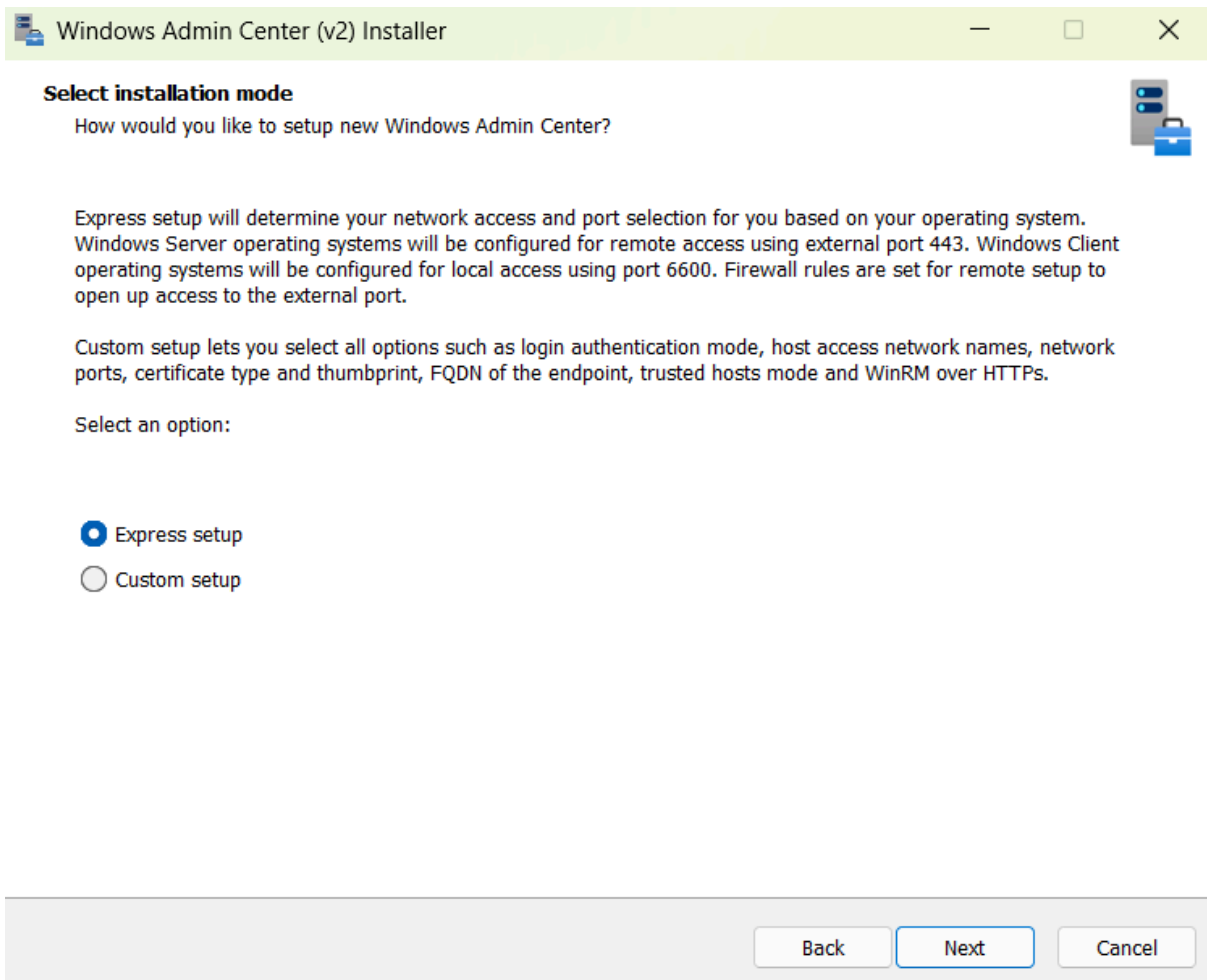 Windows Admin Center (v2) Installer
Select installation mode
How would you like to setup new Windows Admin Center?
Express setup will determine your network access and port selection for you based on your operating system.
Windows Server operating systems will be configured for remote access using external port 443. Windows Client
operating systems will be configured for local access using port 6600. Firewall rules are set for remote setup to
open up access to the external port.
Custom setup lets you select all options such as login authentication mode, host access network names, network
ports, certificate type and thumbprint, FQDN of the endpoint, trusted hosts mode and WinRM over HTTPs.
Select an option:
Express setup
Custom setup
Back Next Cancel